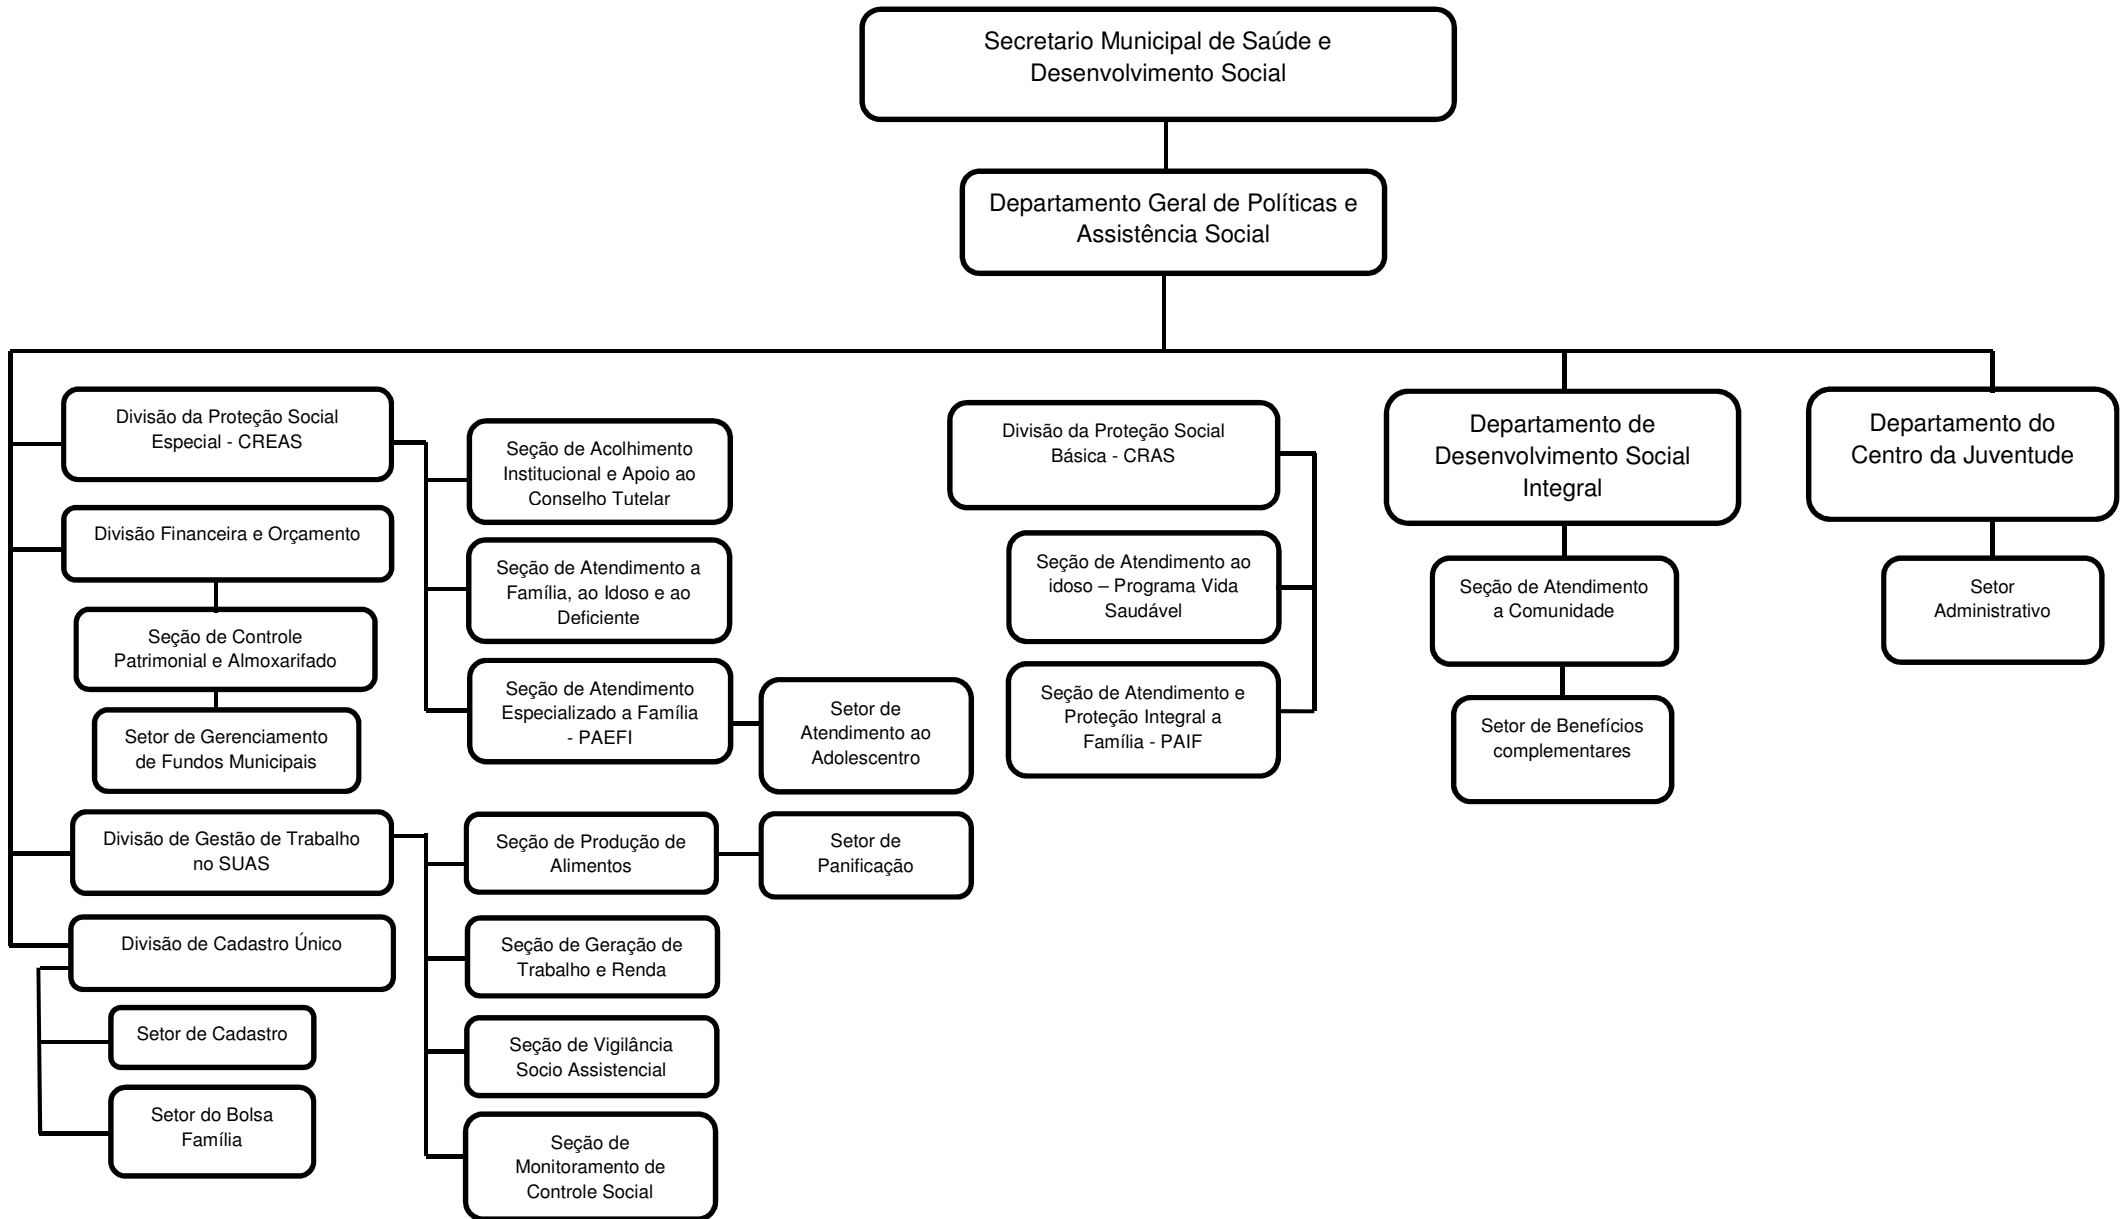 Secretario Municipal de Saúde e
Desenvolvimento Social
Departamento Geral de Políticas e
Assistência Social
Divisão da Proteção Social
Especial - CREAS
Divisão Financeira e Orçamento
Seção de Controle
Patrimonial e Almoxarifado
Setor de Gerenciamento
de Fundos Municipais
Divisão de Gestão de Trabalho
no SUAS
Divisão de Cadastro Único
Setor de Cadastro
Setor do Bolsa
Família
Seção de Acolhimento
Institucional e Apoio ao
Conselho Tutelar
Seção de Atendimento a
Família, ao Idoso e ao
Deficiente
Seção de Atendimento
Especializado a Família
- PAEFI
Setor de
Atendimento ao
Adolescentro
Seção de Produção de
Alimentos
Setor de
Panificação
Seção de Geração de
Trabalho e Renda
Seção de Vigilância
Socio Assistencial
Seção de
Monitoramento de
Controle Social
Divisão da Proteção Social
Básica - CRAS
Seção de Atendimento ao
idoso – Programa Vida
Saudável
Seção de Atendimento e
Proteção Integral a
Família - PAIF
Departamento de
Desenvolvimento Social
Integral
Seção de Atendimento
a Comunidade
Setor de Benefícios
complementares
Departamento do
Centro da Juventude
Setor
Administrativo